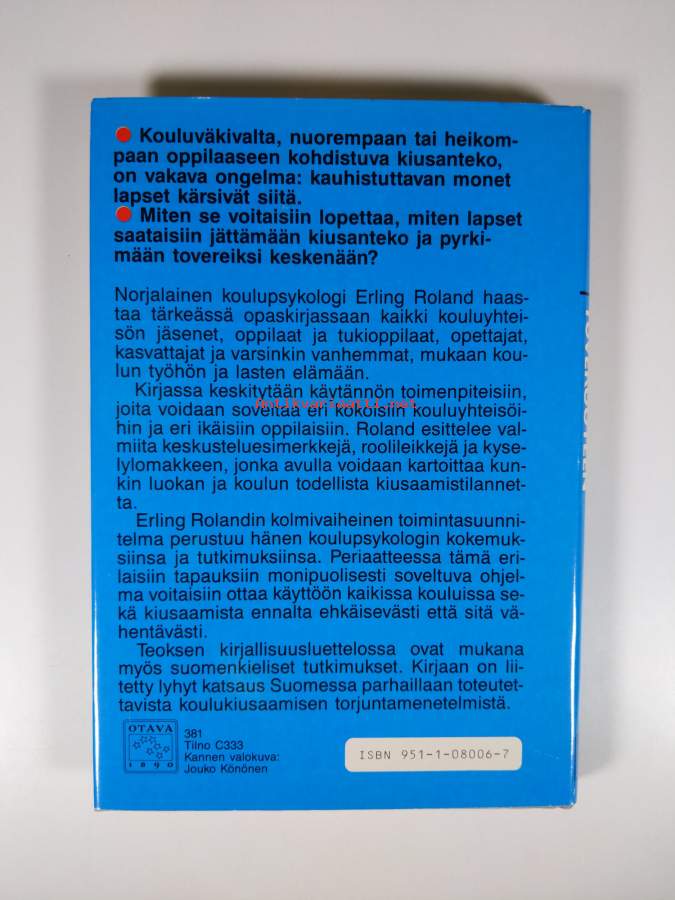 ● Kouluväkivalta, nuorempaan tai heikom-
paan oppilaaseen kohdistuva kiusanteko,
on vakava ongelma: kauhistuttavan monet
lapset kärsivät siitä.
● Miten se voitaisiin lopettaa, miten lapset
saataisiin jättämään kiusanteko ja pyrki-
mään tovereiksi keskenään?
Norjalainen koulupsykologi Erling Roland haas-
taa tärkeässä opaskirjassaan kaikki kouluyhtei-
sön jäsenet, oppilaat ja tukioppilaat, opettajat,
kasvattajat ja varsinkin vanhemmat, mukaan kou-
lun työhön ja lasten elämään.
Kirjassa keskitytään käytännön toimenpiteisiin,
joita voidaan soveltaa eri kokoisiin kouluyhteisöi-
hin ja eri ikäisiin oppilaisiin. Roland esittelee val-
miita keskusteluesimerkkejä, roolileikkejä ja kyse-
lylomakkeen, jonka avulla voidaan kartoittaa kun-
kin luokan ja koulun todellista kiusaamistilannet-
ta.
Erling Rolandin kolmivaiheinen toimintasuunni-
telma perustuu hänen koulupsykologin kokemuk-
siinsa ja tutkimuksiinsa. Periaatteessa tämä eri-
laisiin tapauksiin monipuolisesti soveltuva ohjel-
ma voitaisiin ottaa käyttöön kaikissa kouluissa se-
kä kiusaamista ennalta ehkäisevästi että sitä vä-
hentävästi.
Teoksen kirjallisuusluettelossa ovat mukana
myös suomenkieliset tutkimukset. Kirjaan on lii-
tetty lyhyt katsaus Suomessa parhaillaan toteutet-
tavista koulukiusaamisen torjuntamenetelmistä.
OTAVA
1890
381
Tilno C333
Kannen valokuva:
Jouko Könönen
ISBN 951-1-08006-7
Antikvariaatti.net